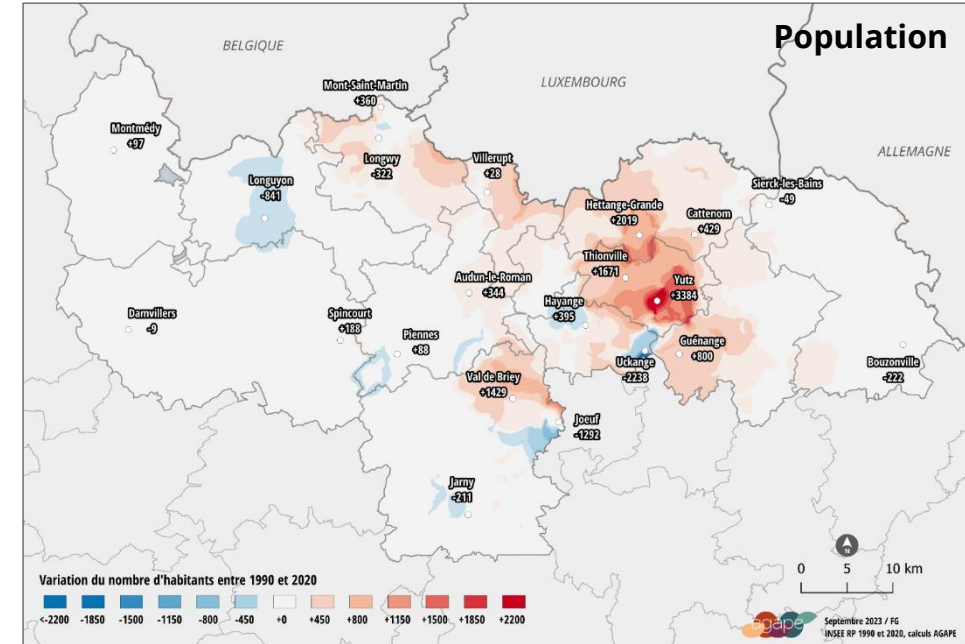 Population
BELGIQUE
LUXEMBOURG
ALLEMAGNE
Mont-Saint-Martin
+360
Montmédy
+97
Longwy
-322
Villerupt
+28
Longuyon
-841
Sierck-les-Bains
-49
Hettange-Grande
+2019
Cattenom
+429
Thionville
+1671
Yutz
+3384
Audun-le-Roman
+344
Hayange
+395
Damvillers
-9
Spincourt
+188
Piennes
+88
Guénange
+800
Uckange
-2238
Bouzonville
-222
Val de Briey
+1429
Joeuf
-1292
Jarny
-211
N
0 5 10 km
Variation du nombre d'habitants entre 1990 et 2020
<-2200 -1850 -1500 -1150 -800 -450 +0 +450 +800 +1150 +1500 +1850 +2200
agape
Septembre 2023 / FG
INSEE RP 1990 et 2020, calculs AGAPE